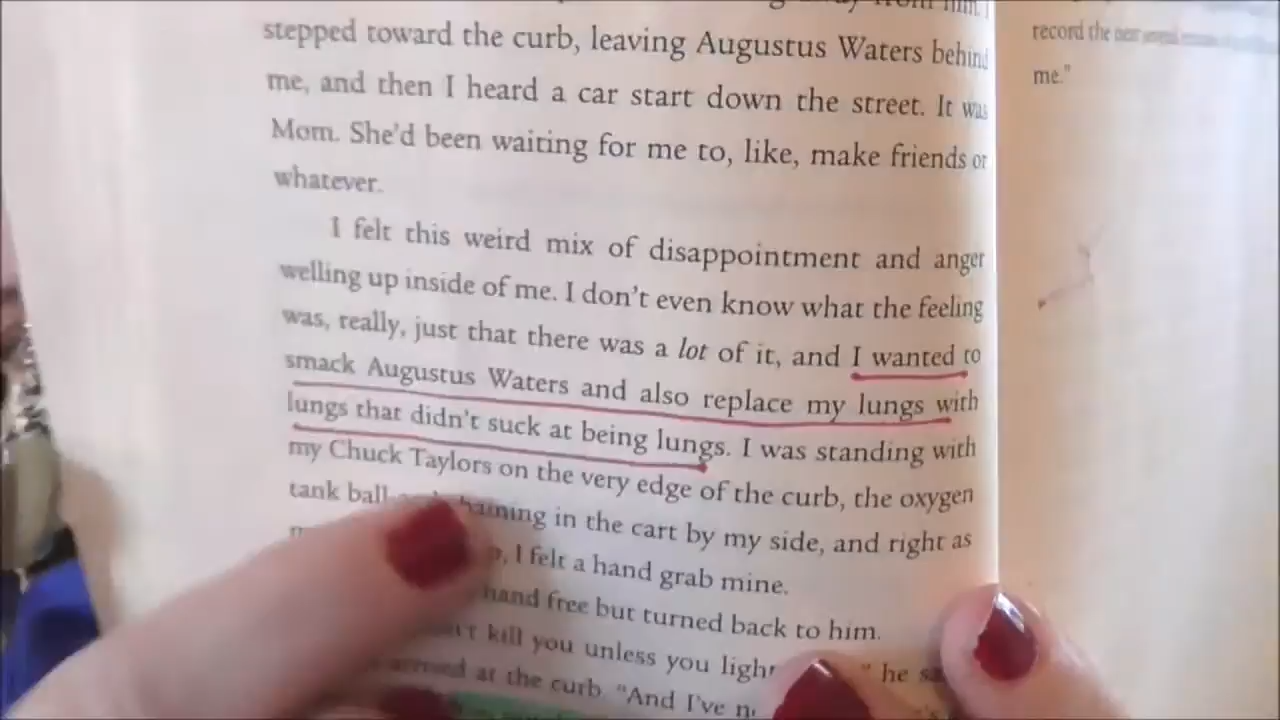 stepped toward the curb, leaving Augustus Waters behind
me, and then I heard a car start down the street. It was
Mom. She'd been waiting for me to, like, make friends or
whatever.
I felt this weird mix of disappointment and anger
welling up inside of me. I don't even know what the feeling
was, really, just that there was a lot of it, and I wanted to
smack Augustus Waters and also replace my lungs with
lungs that didn't suck at being lungs. I was standing with
my Chuck Taylors on the very edge of the curb, the oxygen
tank ball in the cart by my side, and right as
I felt a hand grab mine.
hand free but turned back to him.
kill you unless you light " he
at the curb. "And I've
record the
me."